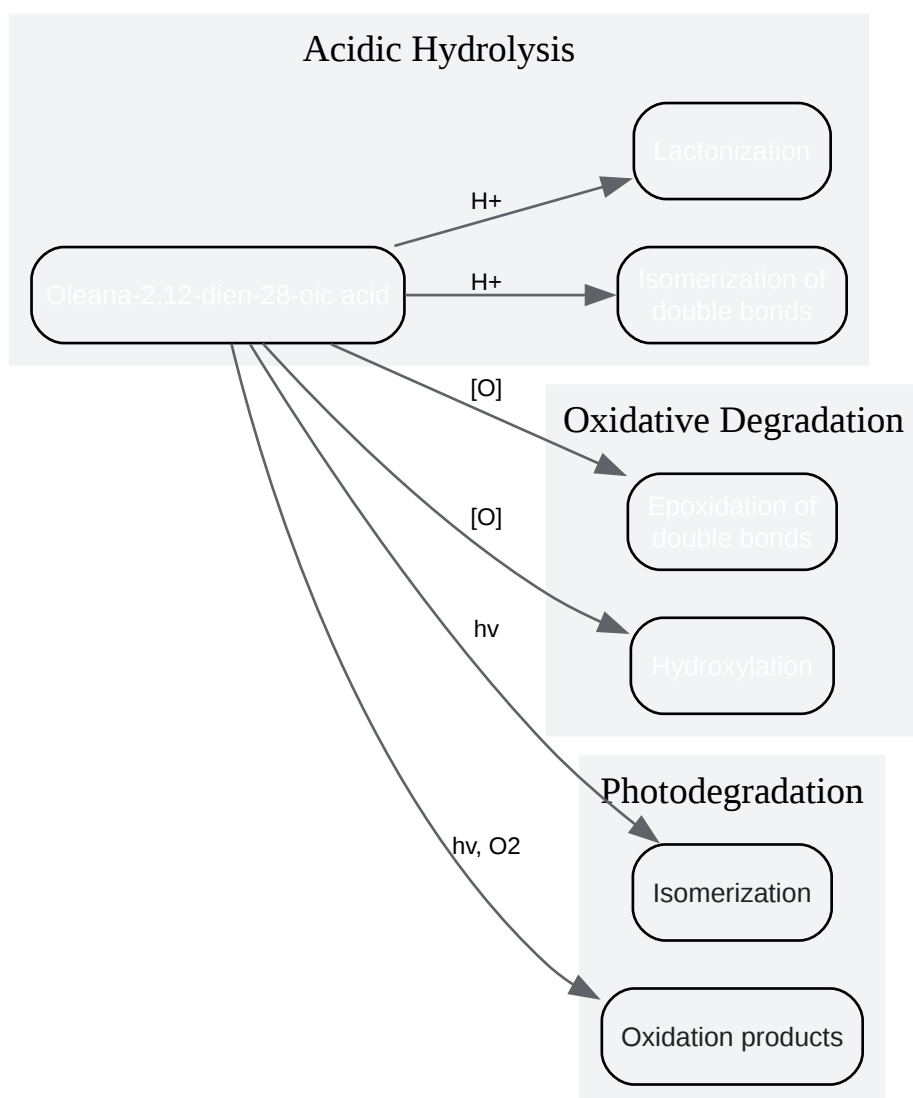 Acidic Hydrolysis
Lactonization
H+
Oleana-2,12-dien-28-oic acid
H+
Isomerization of
double bonds
[O]
Oxidative Degradation
Epoxidation of
double bonds
[O]
hv
Hydroxylation
Photodegradation
hv, O2
Isomerization
Oxidation products